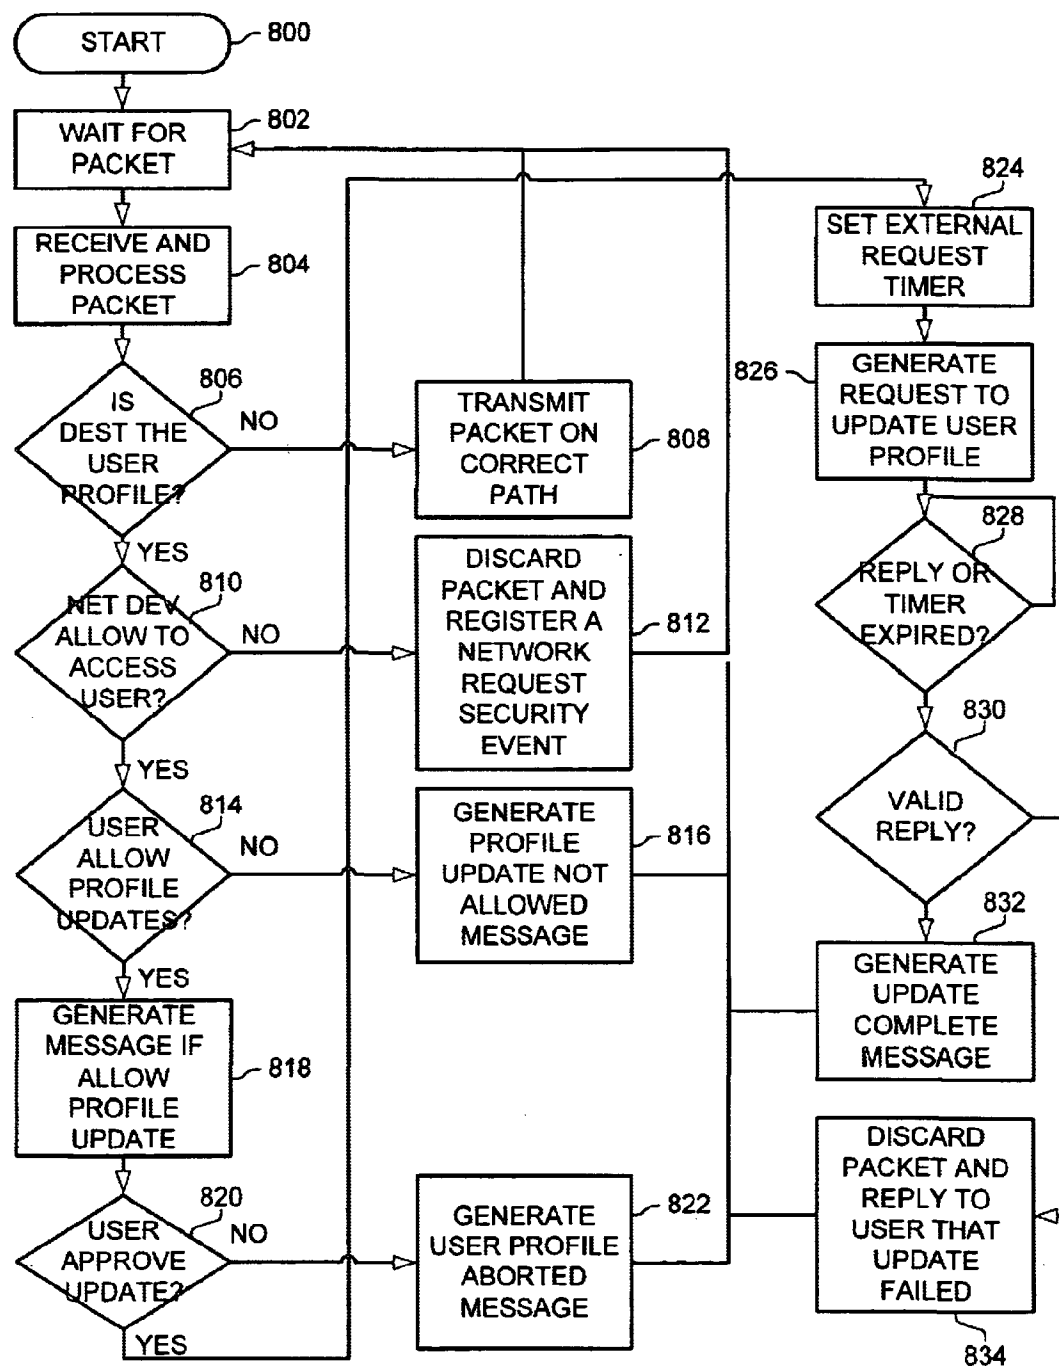 START
800
WAIT FOR
PACKET
802
RECEIVE AND
PROCESS
PACKET
804
IS
DEST THE
USER
PROFILE?
806
NO
YES
TRANSMIT
PACKET ON
CORRECT
PATH
808
NET DEV
ALLOW TO
ACCESS
USER?
810
NO
YES
DISCARD
PACKET AND
REGISTER A
NETWORK
REQUEST
SECURITY
EVENT
812
USER
ALLOW
PROFILE
UPDATES?
814
NO
YES
GENERATE
PROFILE
UPDATE NOT
ALLOWED
MESSAGE
816
GENERATE
MESSAGE IF
ALLOW
PROFILE
UPDATE
818
USER
APPROVE
UPDATE?
820
NO
YES
GENERATE
USER PROFILE
ABORTED
MESSAGE
822
824
SET EXTERNAL
REQUEST
TIMER
826
GENERATE
REQUEST TO
UPDATE USER
PROFILE
828
REPLY OR
TIMER
EXPIRED?
830
VALID
REPLY?
832
GENERATE
UPDATE
COMPLETE
MESSAGE
DISCARD
PACKET AND
REPLY TO
USER THAT
UPDATE
FAILED
834